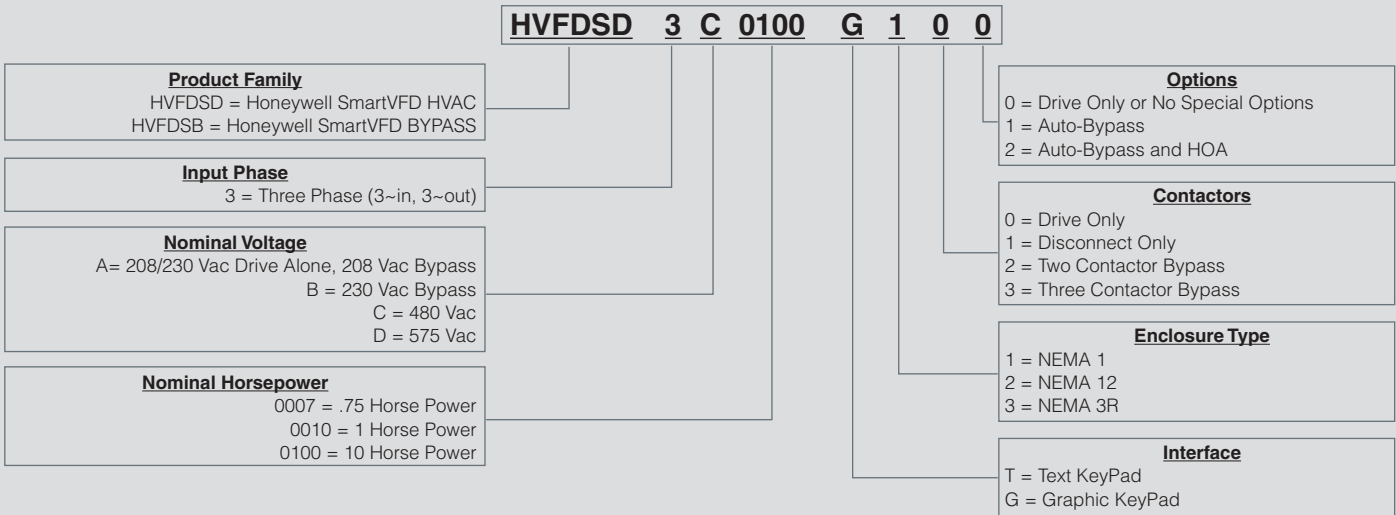 HVFDSD 3 C 0100 G 1 0 0
Product Family
HVFDSD = Honeywell SmartVFD HVAC
HVFDSB = Honeywell SmartVFD BYPASS
Input Phase
3 = Three Phase (3~in, 3~out)
Nominal Voltage
A= 208/230 Vac Drive Alone, 208 Vac Bypass
B = 230 Vac Bypass
C = 480 Vac
D = 575 Vac
Nominal Horsepower
0007 = .75 Horse Power
0010 = 1 Horse Power
0100 = 10 Horse Power
Options
0 = Drive Only or No Special Options
1 = Auto-Bypass
2 = Auto-Bypass and HOA
Contactors
0 = Drive Only
1 = Disconnect Only
2 = Two Contactor Bypass
3 = Three Contactor Bypass
Enclosure Type
1 = NEMA 1
2 = NEMA 12
3 = NEMA 3R
Interface
T = Text KeyPad
G = Graphic KeyPad